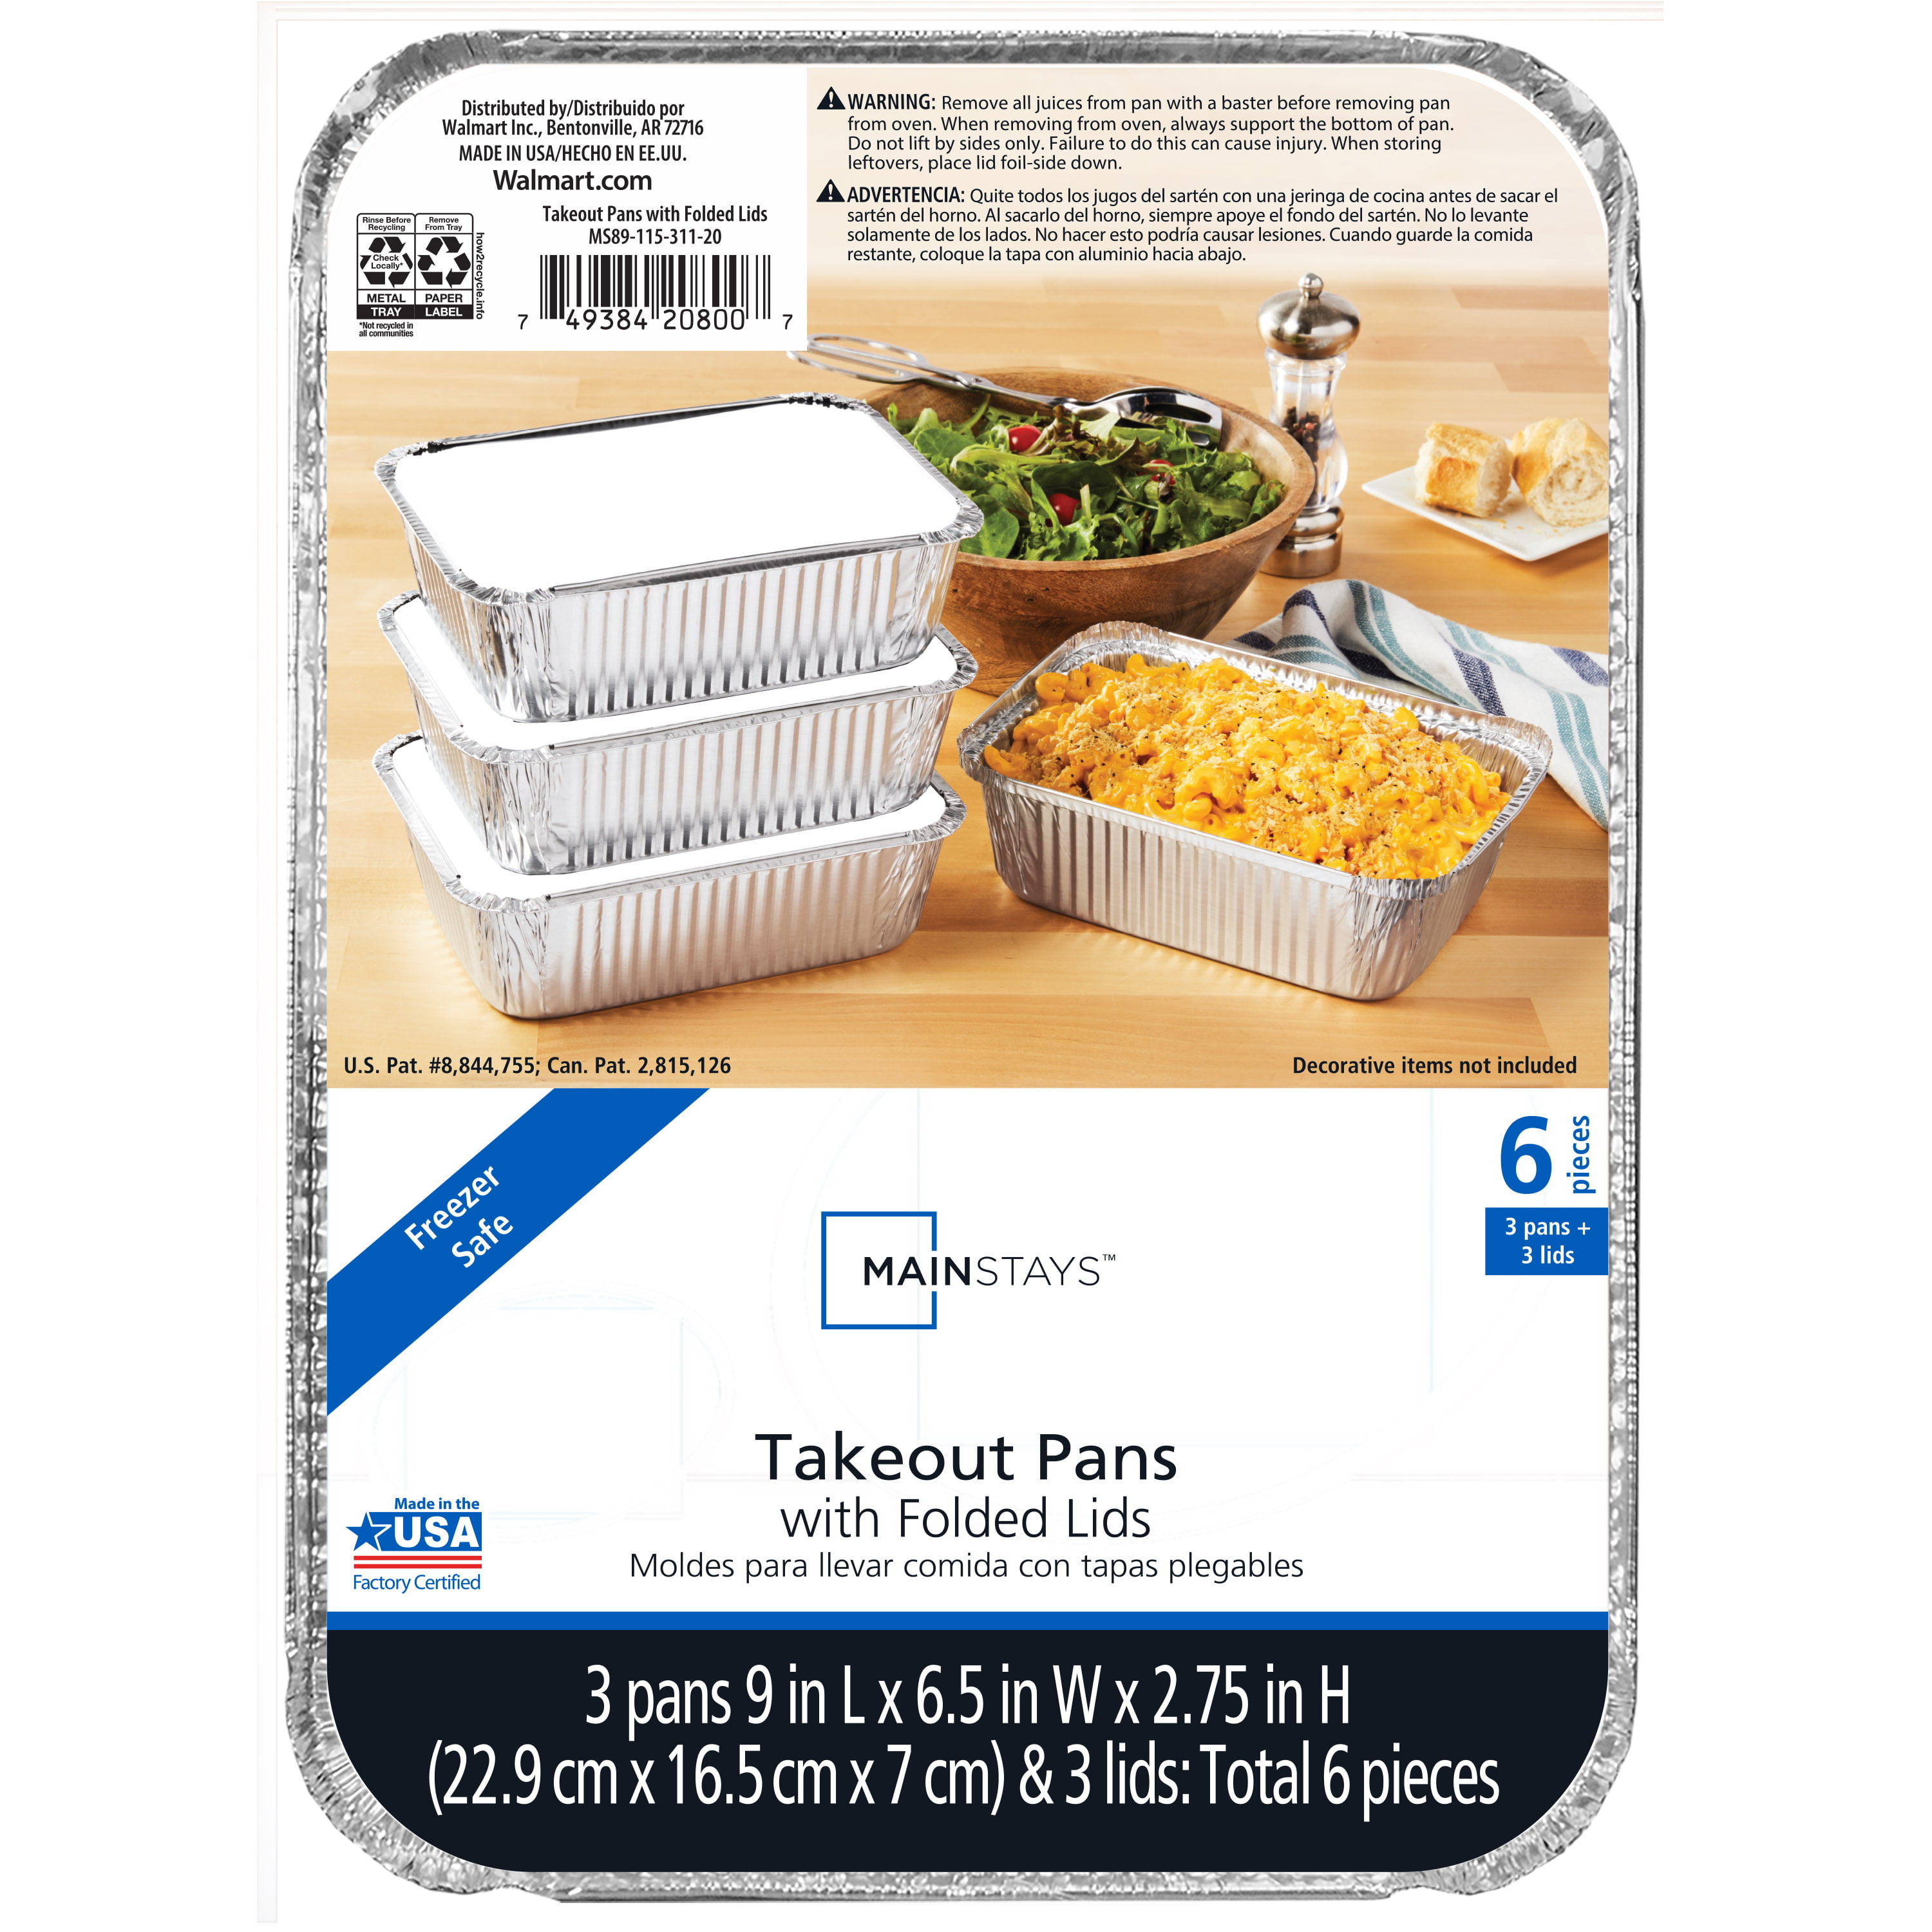 Distributed by/Distribuido por
Walmart Inc., Bentonville, AR 72716
MADE IN USA/HECHO EN EE.UU.
Walmart.com
Takeout Pans with Folded Lids
MS89-115-311-20
7 49384 20800 7
Rinse Before
Recycling
Remove
From Tray
Check
Locally*
METAL
PAPER
TRAY
LABEL
how2recycle.info
*Not recycled in
all communities
WARNING: Remove all juices from pan with a baster before removing pan
from oven. When removing from oven, always support the bottom of pan.
Do not lift by sides only. Failure to do this can cause injury. When storing
leftovers, place lid foil-side down.
ADVERTENCIA: Quite todos los jugos del sartén con una jeringa de cocina antes de sacar el
sartén del horno. Al sacarlo del horno, siempre apoye el fondo del sartén. No lo levante
solamente de los lados. No hacer esto podría causar lesiones. Cuando guarde la comida
restante, coloque la tapa con aluminio hacia abajo.
U.S. Pat. #8,844,755; Can. Pat. 2,815,126
Decorative items not included
Freezer
Safe
6 pieces
3 pans +
3 lids
MAINSTAYS™
Takeout Pans
with Folded Lids
Moldes para llevar comida con tapas plegables
Made in the
USA
Factory Certified
3 pans 9 in L x 6.5 in W x 2.75 in H
(22.9 cm x 16.5 cm x 7 cm) & 3 lids: Total 6 pieces